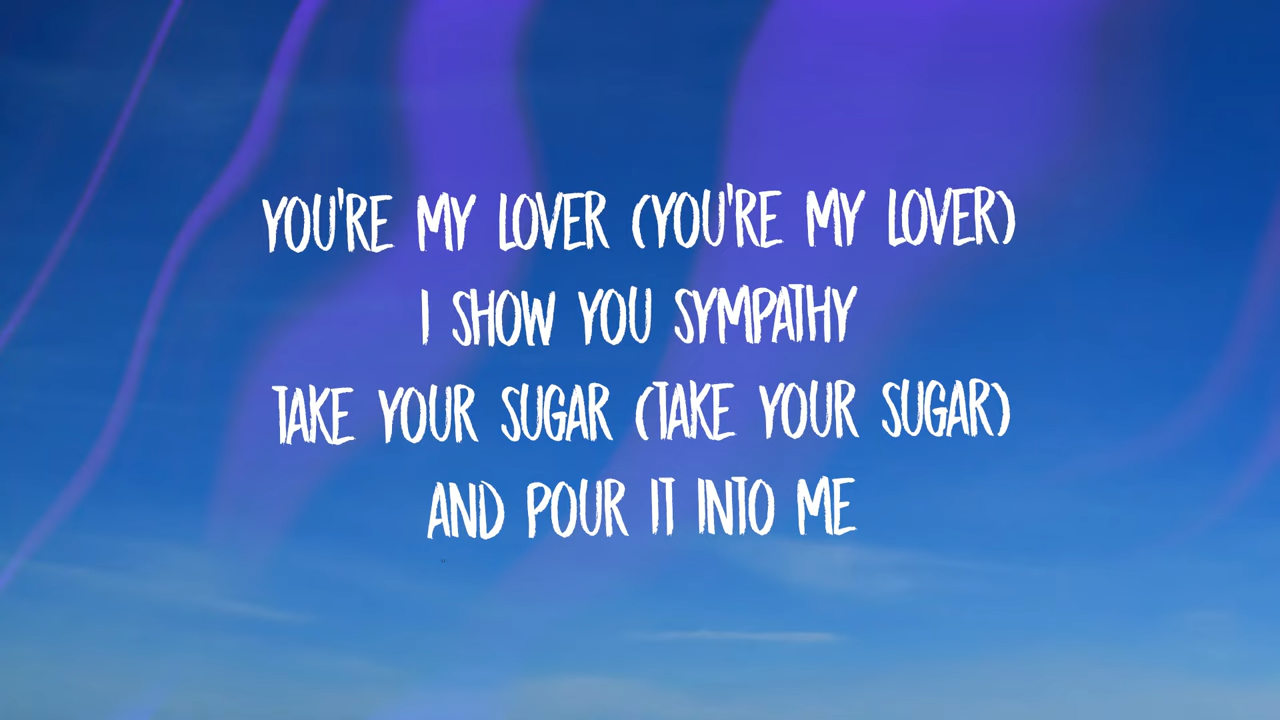 YOU'RE MY LOVER (YOU'RE MY LOVER)
I SHOW YOU SYMPATHY
TAKE YOUR SUGAR (TAKE YOUR SUGAR)
AND POUR IT INTO ME